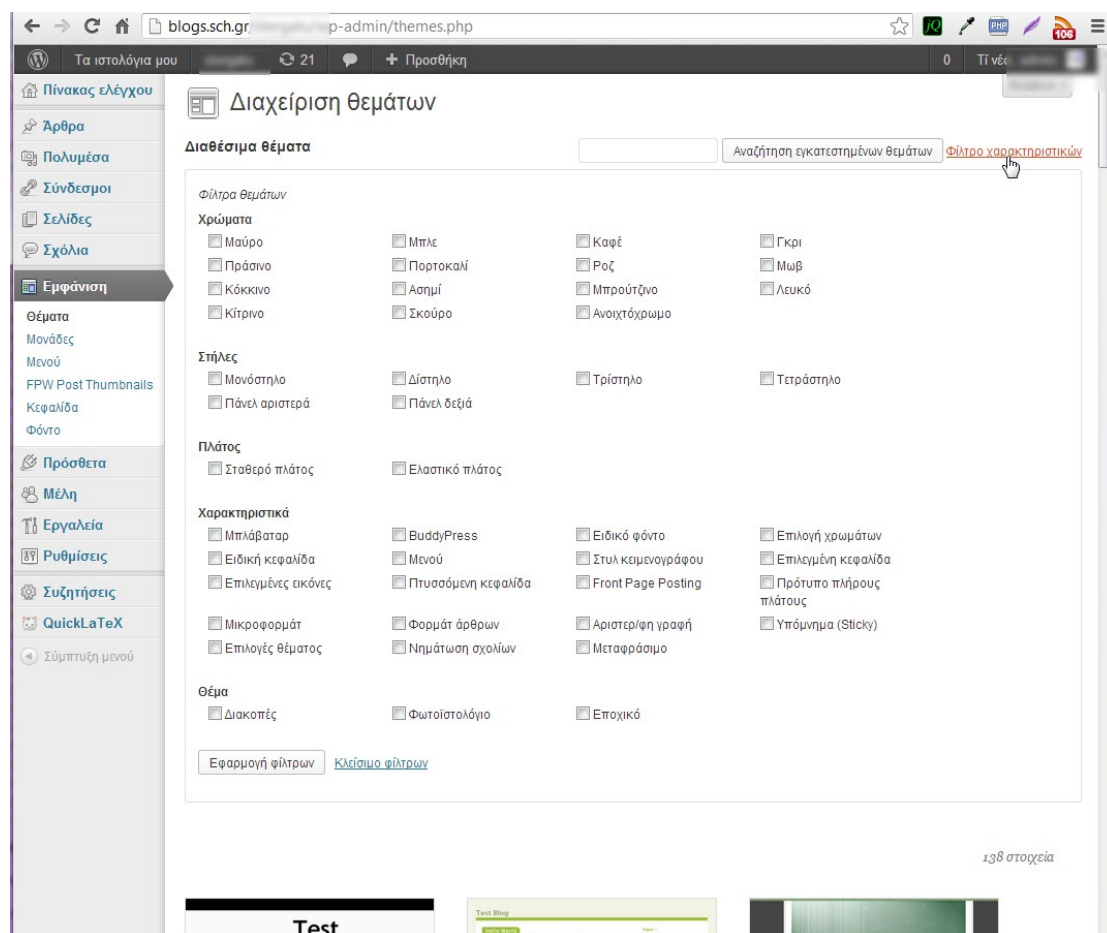 blogs.sch.gr/ p-admin/themes.php
106
Τα ιστολόγια μου 21 + Προσθήκη 0 Τί νέα
Πίνακας ελέγχου
Άρθρα
Πολυμέσα
Σύνδεσμοι
Σελίδες
Σχόλια
Εμφάνιση
Θέματα
Μονάδες
Μενού
FPW Post Thumbnails
Κεφαλίδα
Φόντο
Πρόσθετα
Μέλη
Εργαλεία
Ρυθμίσεις
Συζητήσεις
QuickLaTeX
Σύμπτυξη μενού
Διαχείριση θεμάτων
Διαθέσιμα θέματα Αναζήτηση εγκατεστημένων θεμάτων Φίλτρο χαρακτηριστικών
Φίλτρα θεμάτων
Χρώματα
Μαύρο Μπλε Καφέ Γκρι
Πράσινο Πορτοκαλί Ροζ Μωβ
Κόκκινο Ασημί Μπρούτζινο Λευκό
Κίτρινο Σκούρο Ανοιχτόχρωμο
Στήλες
Μονόστηλο Δίστηλο Τρίστηλο Τετράστηλο
Πάνελ αριστερά Πάνελ δεξιά
Πλάτος
Σταθερό πλάτος Ελαστικό πλάτος
Χαρακτηριστικά
Μπλάβαταρ BuddyPress Ειδικό φόντο Επιλογή χρωμάτων
Ειδική κεφαλίδα Μενού Στυλ κειμενογράφου Επιλεγμένη κεφαλίδα
Επιλεγμένες εικόνες Πτυσσόμενη κεφαλίδα Front Page Posting Πρότυπο πλήρους
πλάτους
Μικροφορμάτ Φορμάτ άρθρων Αριστερ/φη γραφή Υπόμνημα (Sticky)
Επιλογές θέματος Νημάτωση σχολίων Μεταφράσιμο
Θέμα
Διακοπές Φωτοϊστολόγιο Εποχικό
Εφαρμογή φίλτρων Κλείσιμο φίλτρων
138 στοιχεία
Test
Test Blog
Hello World